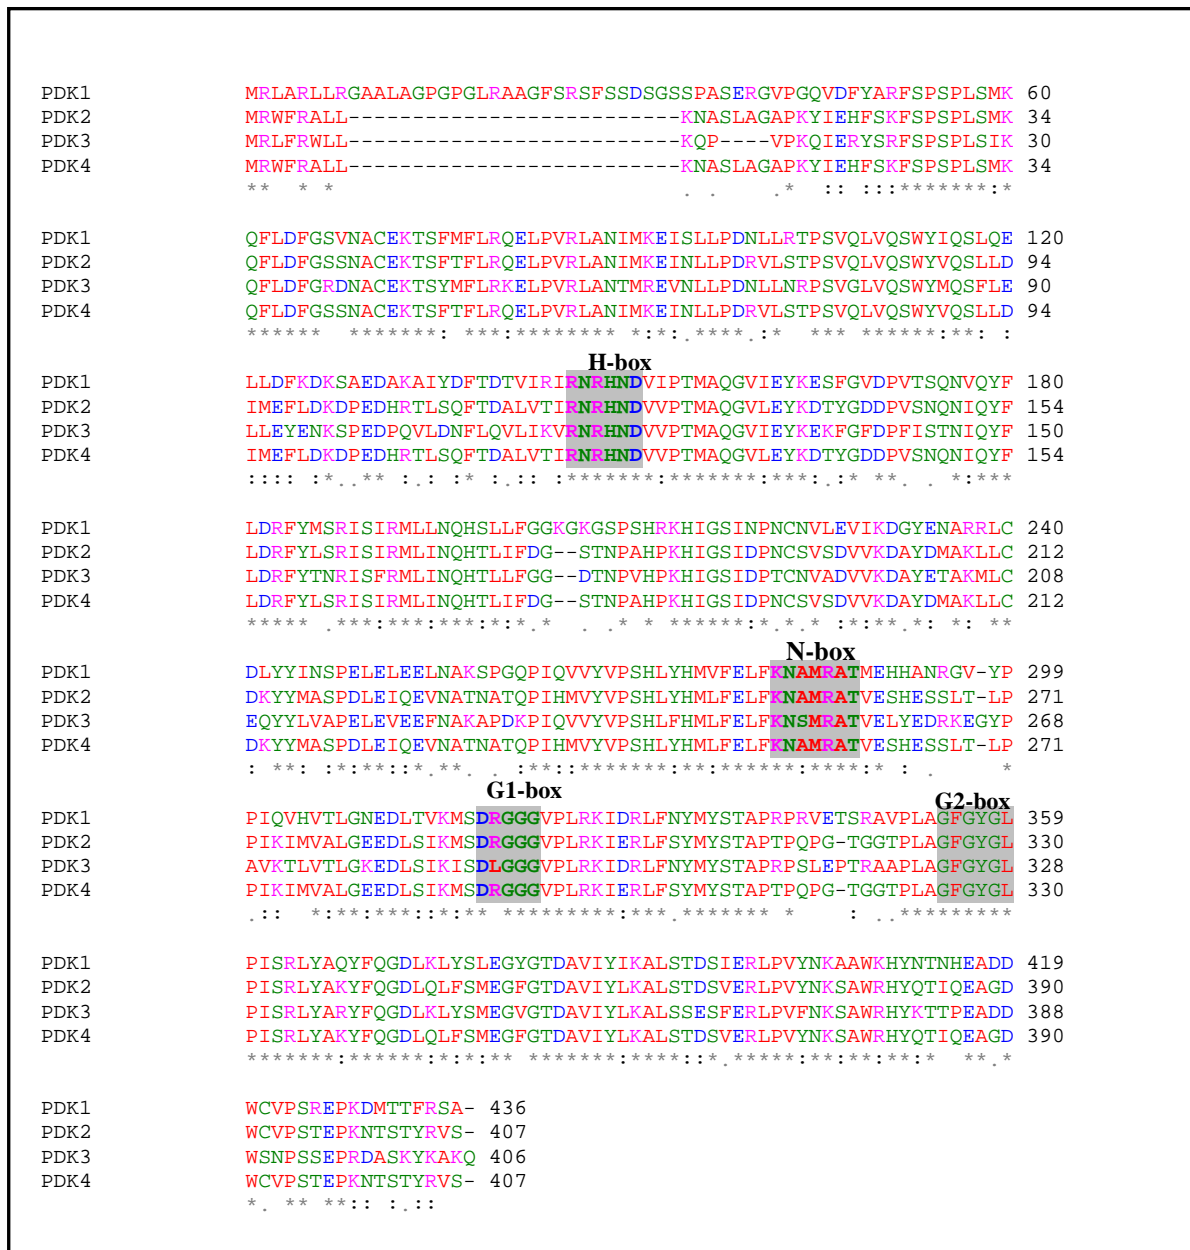 PDK1 MRLARLLRGAALAGPGPGLRAAGFSRSFSSDSGSSPASERGVPGQVDFYARFSPSPLSMK 60
PDK2 MRWFRALL--------------------------KNASLAGAPKYIEHFSKFSPSPLSMK 34
PDK3 MRLFRWLL--------------------------KQP----VPKQIERYSRFSPSPLSIK 30
PDK4 MRWFRALL--------------------------KNASLAGAPKYIEHFSKFSPSPLSMK 34
** * * . . .* :: :::*******:*
PDK1 QFLDFGSVNACEKTSFMFLRQELPVRLANIMKEISLLPDNLLRTPSVQLVQSWYIQSLQE 120
PDK2 QFLDFGSSNACEKTSFTFLRQELPVRLANIMKEINLLPDRVLSTPSVQLVQSWYVQSLLD 94
PDK3 QFLDFGRDNACEKTSYMFLRKELPVRLANTMREVNLLPDNLLNRPSVGLVQSWYMQSFLE 90
PDK4 QFLDFGSSNACEKTSFTFLRQELPVRLANIMKEINLLPDRVLSTPSVQLVQSWYVQSLLD 94
****** *******: ***:******** *:*:.****.:* *** ******:**: :
H-box
PDK1 LLDFKDKSAEDAKAIYDFTDTVIRIRNRHNDVIPTMAQGVIEYKESFGVDPVTSQNVQYF 180
PDK2 IMEFLDKDPEDHRTLSQFTDALVTIRNRHNDVVPTMAQGVLEYKDTYGDDPVSNQNIQYF 154
PDK3 LLEYENKSPEDPQVLDNFLQVLIKVRNRHNDVVPTMAQGVIEYKEKFGFDPFISTNIQYF 150
PDK4 IMEFLDKDPEDHRTLSQFTDALVTIRNRHNDVVPTMAQGVLEYKDTYGDDPVSNQNIQYF 154
:::: :*..** .: :* :.:: :*******:*******:***:.:* **. . *:****
PDK1 LDRFYMSRISIRMLLNQHSLLFGGKGKGSPSHRKHIGSINPNCNVLEVIKDGYENARRLC 240
PDK2 LDRFYLSRISIRMLINQHTLIFDG--STNPAHPKHIGSIDPNCSVSDVVKDAYDMAKLLC 212
PDK3 LDRFYTNRISFRMLINQHTLLFGG--DTNPVHPKHIGSIDPTCNVADVVKDAYETAKMLC 208
PDK4 LDRFYLSRISIRMLINQHTLIFDG--STNPAHPKHIGSIDPNCSVSDVVKDAYDMAKLLC 212
***** .***:***:***:*:*.* .* * ******:*.*.* :*:**.*: *: **
N-box
PDK1 DLYYINSPELELEELNAKSPGQPIQVVYVPSHLYHMVFELFKNAMRATMEHHANRGV-YP 299
PDK2 DKYYMASPDLEIQEVNATNATQPIHMVYVPSHLYHMLFELFKNAMRATVESHESSLT-LP 271
PDK3 EQYYLVAPELEVEEFNAKAPDKPIQVVYVPSHLFHMLFELFKNSMRATVELYEDRKEGYP 268
PDK4 DKYYMASPDLEIQEVNATNATQPIHMVYVPSHLYHMLFELFKNAMRATVESHESSLT-LP 271
: **: :*:**::*.**. . :**::*******:**:******:****:* : . *
G1-box G2-box
PDK1 PIQVHVTLGNEDLTVKMSDRGGGVPLRKIDRLFNYMYSTAPRPRVETSRAVPLAGFGYGL 359
PDK2 PIKIMVALGEEDLSIKMSDRGGGVPLRKIERLFSYMYSTAPTPQPG-TGGTPLAGFGYGL 330
PDK3 AVKTLVTLGKEDLSIKISDLGGGVPLRKIDRLFNYMYSTAPRPSLEPTRAAPLAGFGYGL 328
PDK4 PIKIMVALGEEDLSIKMSDRGGGVPLRKIERLFSYMYSTAPTPQPG-TGGTPLAGFGYGL 330
.:: *:**:***::*:** *********:***.******* * : ..*********
PDK1 PISRLYAQYFQGDLKLYSLEGYGTDAVIYIKALSTDSIERLPVYNKAAWKHYNTNHEADD 419
PDK2 PISRLYAKYFQGDLQLFSMEGFGTDAVIYLKALSTDSVERLPVYNKSAWRHYQTIQEAGD 390
PDK3 PISRLYARYFQGDLKLYSMEGVGTDAVIYLKALSSESFERLPVFNKSAWRHYKTTPEADD 388
PDK4 PISRLYAKYFQGDLQLFSMEGFGTDAVIYLKALSTDSVERLPVYNKSAWRHYQTIQEAGD 390
*******:******:*:*:** *******:****::*.*****:**:**:**:* **.*
PDK1 WCVPSREPKDMTTFRSA- 436
PDK2 WCVPSTEPKNTSTYRVS- 407
PDK3 WSNPSSEPRDASKYKAKQ 406
PDK4 WCVPSTEPKNTSTYRVS- 407
*. ** **:: :.::